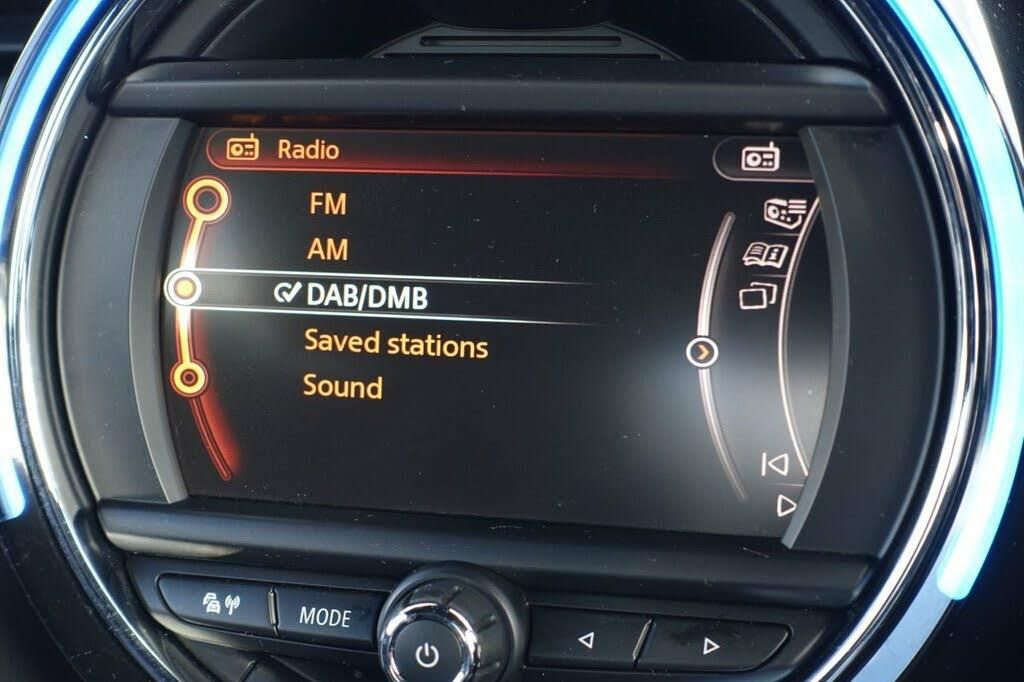 Radio
FM
AM
DAB/DMB
Saved stations
Sound
MODE